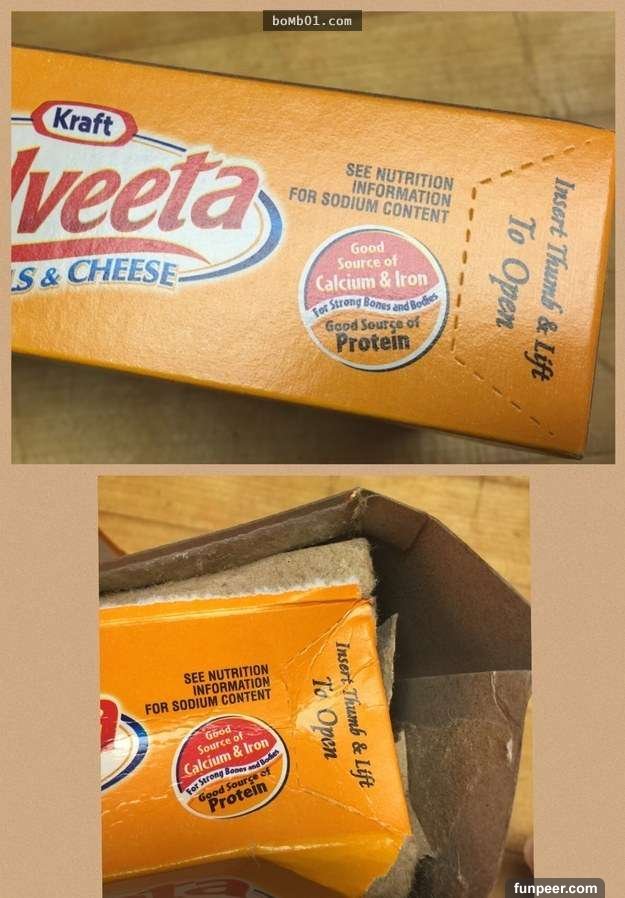 boMb01.com
Kraft
lveeta
LS & CHEESE
SEE NUTRITION
INFORMATION
FOR SODIUM CONTENT
Good
Source of
Calcium & Iron
For Strong Bones and Bodies
Good Source of
Protein
Insert Thumb & Lift
To Open
SEE NUTRITION
INFORMATION
FOR SODIUM CONTENT
Good
Source of
Calcium & Iron
For Strong Bones and Bodies
Good Source of
Protein
Insert Thumb & Lift
To Open
funpeer.com